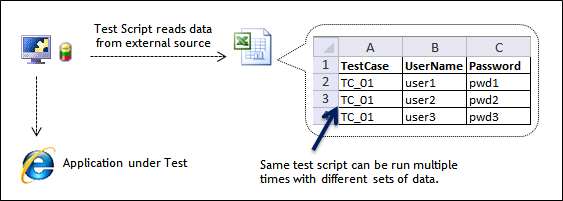 Test Script reads data
from external source
A B C
1 TestCase UserName Password
2 TC_01 user1 pwd1
3 TC_01 user2 pwd2
TC_01 user3 pwd3
Application under Test
Same test script can be run multiple
times with different sets of data.